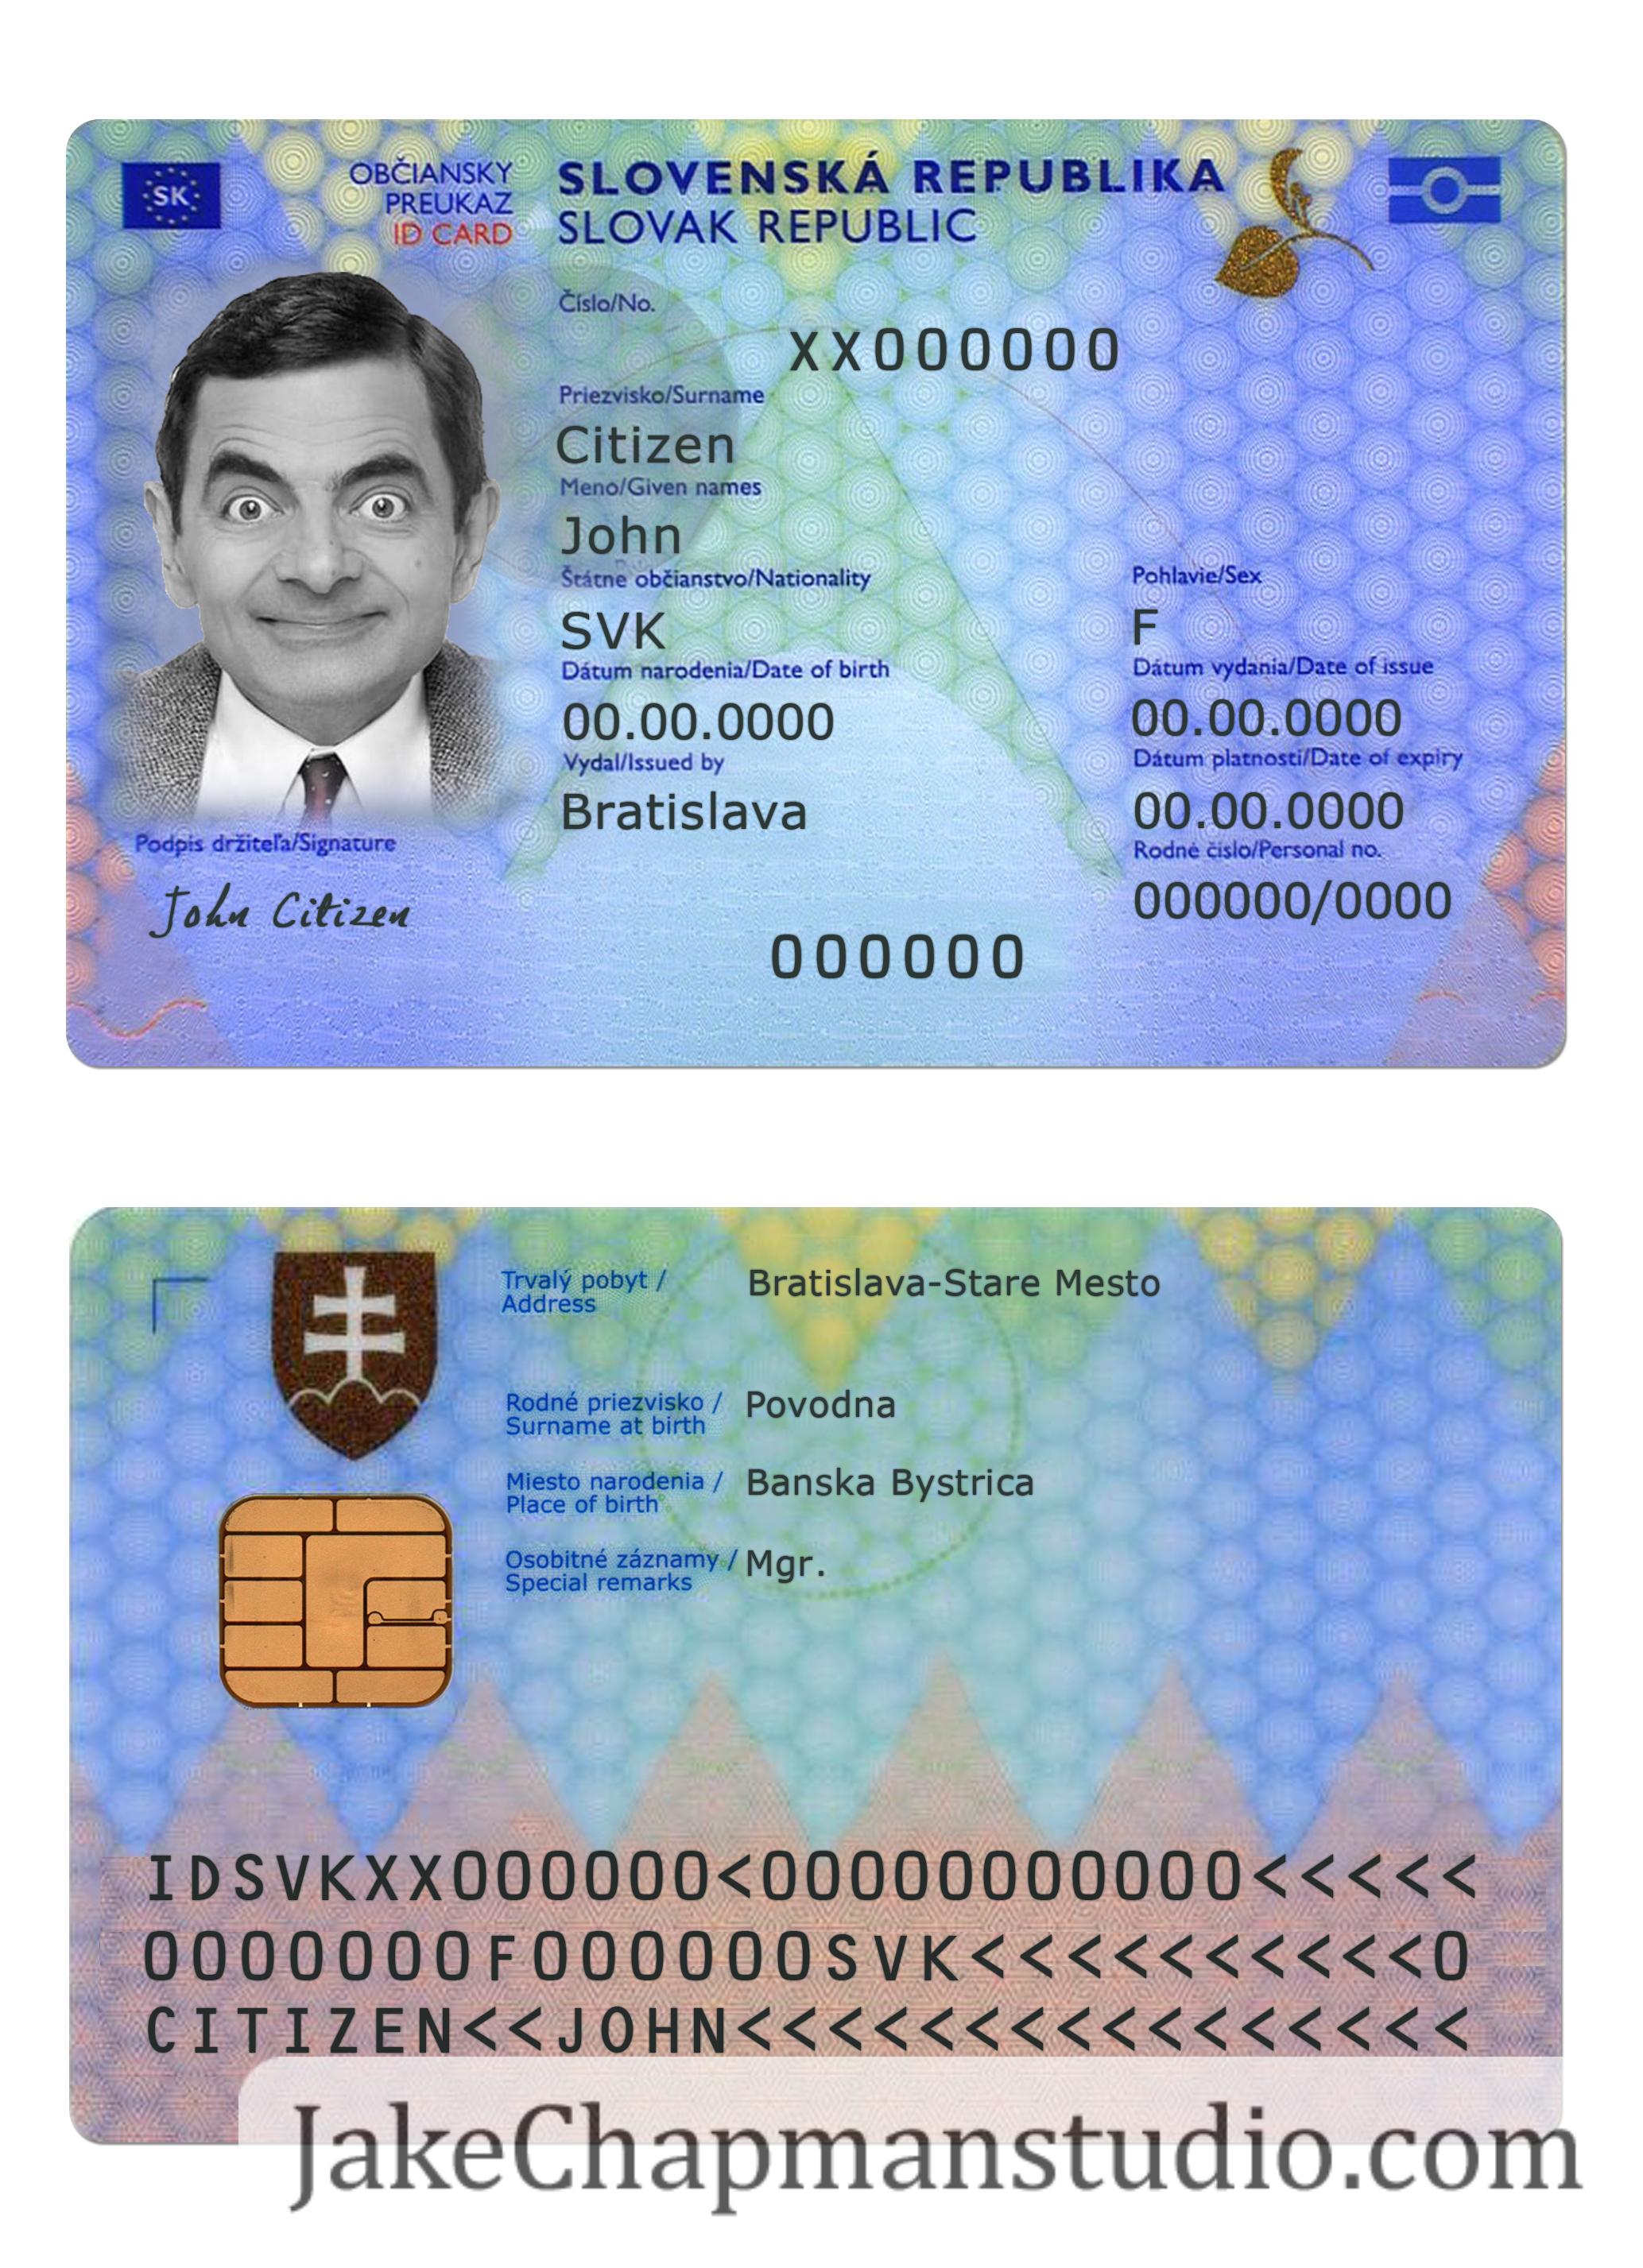 SK
OBČIANSKY
PREUKAZ
ID CARD
SLOVENSKÁ REPUBLIKA
SLOVAK REPUBLIC
Číslo/No.
XX000000
Priezvisko/Surname
Citizen
Meno/Given names
John
Štátne občianstvo/Nationality
SVK
Pohlavie/Sex
F
Dátum narodenia/Date of birth
00.00.0000
Dátum vydania/Date of issue
00.00.0000
Vydal/Issued by
Bratislava
Dátum platnosti/Date of expiry
00.00.0000
Podpis držiteľa/Signature
John Citizen
Rodné číslo/Personal no.
000000/0000
000000
Trvalý pobyt / Bratislava-Stare Mesto
Address
Rodné priezvisko / Povodna
Surname at birth
Miesto narodenia / Banska Bystrica
Place of birth
Osobitné záznamy / Mgr.
Special remarks
IDSVKXX000000<00000000000<<<<<
0000000F000000SVK<<<<<<<<<<<0
CITIZEN<<JOHN<<<<<<<<<<<<<<<<
JakeChapmanstudio.com